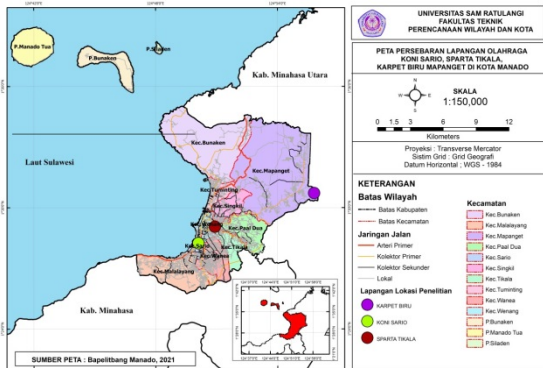 P.Manado Tua
P.Bunaken
P.Siladen
Kab. Minahasa Utara
Laut Sulawesi
Kec.Bunaken
Kec.Mapanget
Kec.Tuminting
Kec.Singkil
Kec.Paal Dua
Kec.Tikala
Kec.Sario
Kec.Wanea
Kec.Malalayang
Kab. Minahasa
SUMBER PETA : Bapelitbang Manado, 2021
UNIVERSITAS SAM RATULANGI
FAKULTAS TEKNIK
PERENCANAAN WILAYAH DAN KOTA
PETA PERSEBARAN LAPANGAN OLAHRAGA
KONI SARIO, SPARTA TIKALA,
KARPET BIRU MAPANGET DI KOTA MANADO
N
W E
S
SKALA
1:150,000
0 1.5 3 6 9 12
Kilometers
Proyeksi : Transverse Mercator
Sistim Grid : Grid Geografi
Datum Horizontal : WGS - 1984
KETERANGAN
Batas Wilayah
Batas Kabupaten
Batas Kecamatan
Jaringan Jalan
Arteri Primer
Kolektor Primer
Kolektor Sekunder
Lokal
Lapangan Lokasi Penelitian
KARPET BIRU
KONI SARIO
SPARTA TIKALA
Kecamatan
Kec.Bunaken
Kec.Malalayang
Kec.Mapanget
Kec.Paal Dua
Kec.Sario
Kec.Singkil
Kec.Tikala
Kec.Tuminting
Kec.Wanea
Kec.Wenang
P.Bunaken
P.Manado Tua
P.Siladen